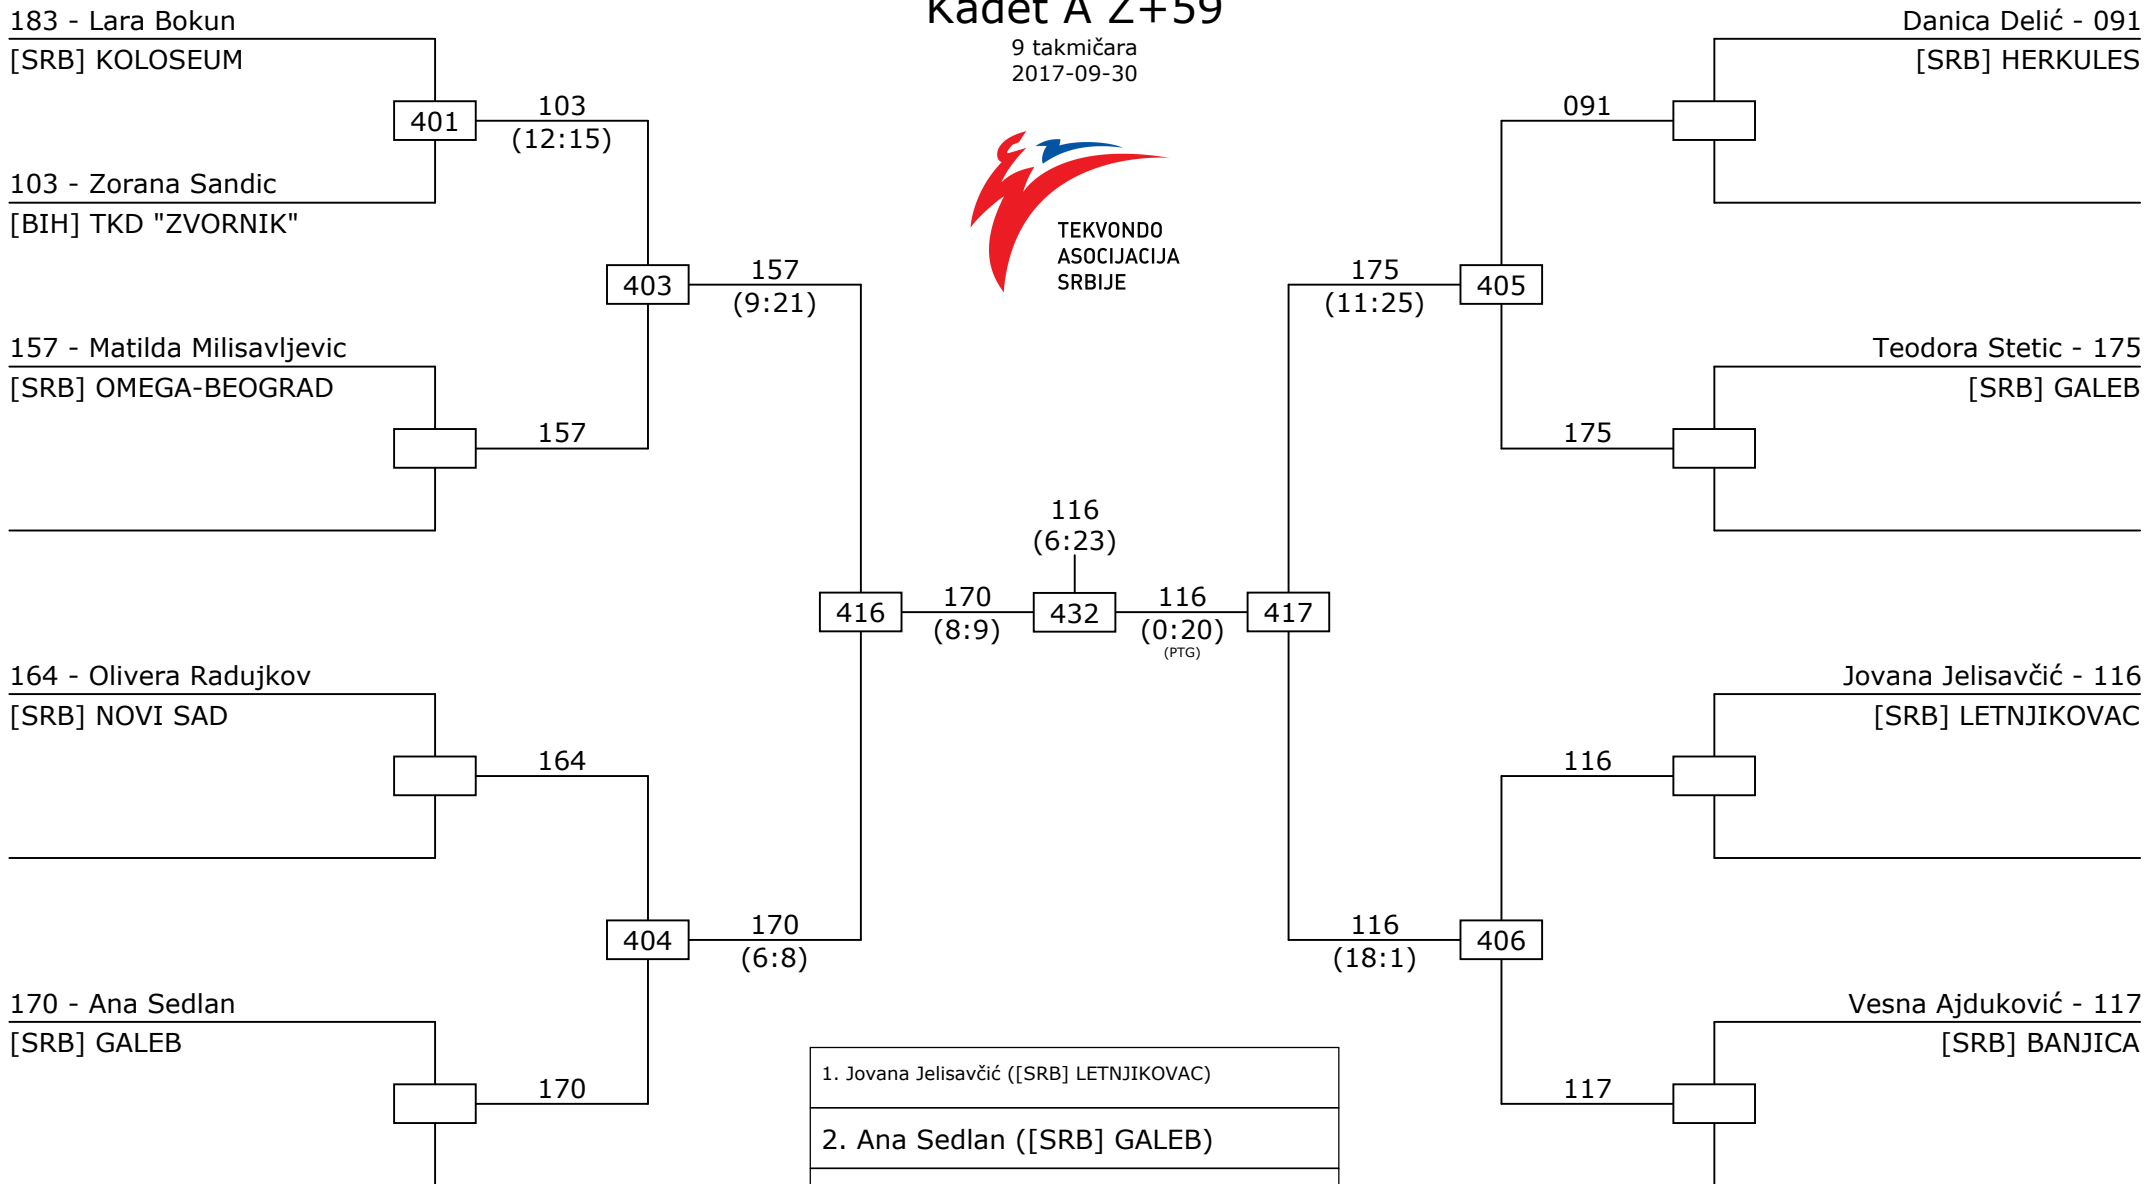 Kadet A Z+59
9 takmičara
2017-09-30
TEKVONDO
ASOCIJACIJA
SRBIJE
183 - Lara Bokun
[SRB] KOLOSEUM
401
103
(12:15)
103 - Zorana Sandic
[BIH] TKD "ZVORNIK"
403
157
(9:21)
157 - Matilda Milisavljevic
[SRB] OMEGA-BEOGRAD
157
164 - Olivera Radujkov
[SRB] NOVI SAD
164
404
170
(6:8)
170 - Ana Sedlan
[SRB] GALEB
170
416
170
(8:9)
116
(6:23)
432
116
(0:20)
(PTG)
417
Danica Delić - 091
[SRB] HERKULES
091
175
(11:25)
405
Teodora Stetic - 175
[SRB] GALEB
175
Jovana Jelisavčić - 116
[SRB] LETNJIKOVAC
116
116
(18:1)
406
Vesna Ajduković - 117
[SRB] BANJICA
117
1. Jovana Jelisavčić ([SRB] LETNJIKOVAC)
2. Ana Sedlan ([SRB] GALEB)